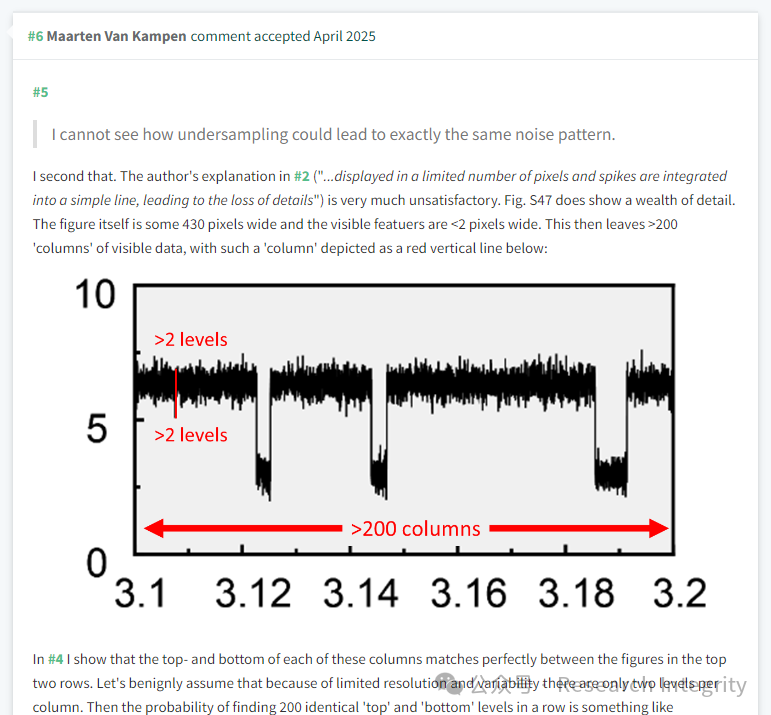 #6 Maarten Van Kampen comment accepted April 2025
#5
I cannot see how undersampling could lead to exactly the same noise pattern.
I second that. The author's explanation in #2 ("...displayed in a limited number of pixels and spikes are integrated
into a simple line, leading to the loss of details") is very much unsatisfactory. Fig. S47 does show a wealth of detail.
The figure itself is some 430 pixels wide and the visible featuers are <2 pixels wide. This then leaves >200
'columns' of visible data, with such a 'column' depicted as a red vertical line below:
10
>2 levels
5
>2 levels
>200 columns
0
3.1 3.12 3.14 3.16 3.18 3.2
In #4 I show that the top- and bottom of each of these columns matches perfectly between the figures in the top
two rows. Let's benignly assume that because of limited resolution and variability there are only two levels per
公众号 · Research Integrity
column. Then the probability of finding 200 identical 'top' and 'bottom' levels in a row is something like